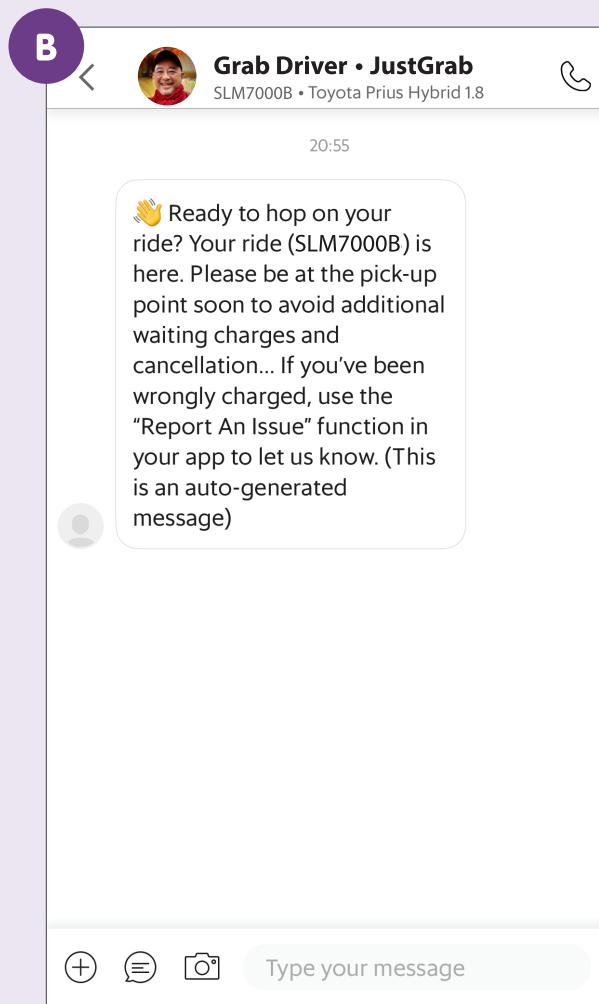 B
Grab Driver • JustGrab
SLM7000B • Toyota Prius Hybrid 1.8
20:55
👋 Ready to hop on your
ride? Your ride (SLM7000B) is
here. Please be at the pick-up
point soon to avoid additional
waiting charges and
cancellation... If you’ve been
wrongly charged, use the
“Report An Issue” function in
your app to let us know. (This
is an auto-generated
message)
Type your message